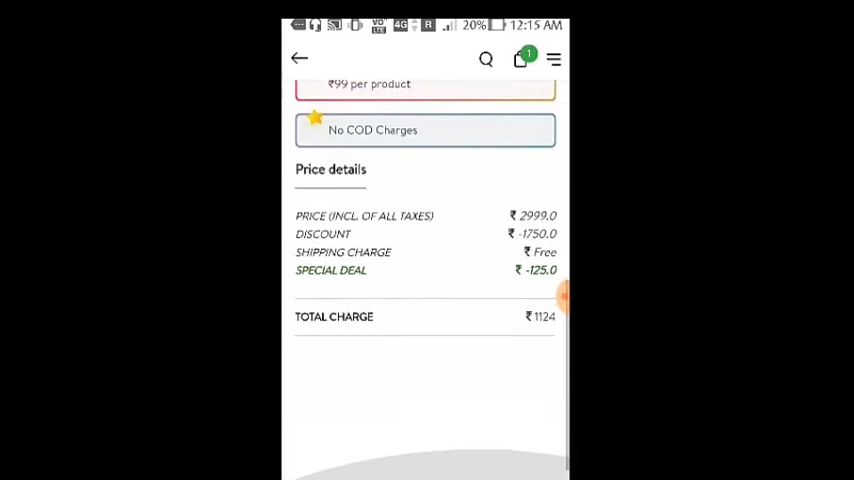 VoLTE 4G R 20% 12:15 AM
1
₹99 per product
No COD Charges
Price details
PRICE (INCL. OF ALL TAXES) ₹ 2999.0
DISCOUNT ₹ -1750.0
SHIPPING CHARGE ₹ Free
SPECIAL DEAL ₹ -125.0
TOTAL CHARGE ₹ 1124